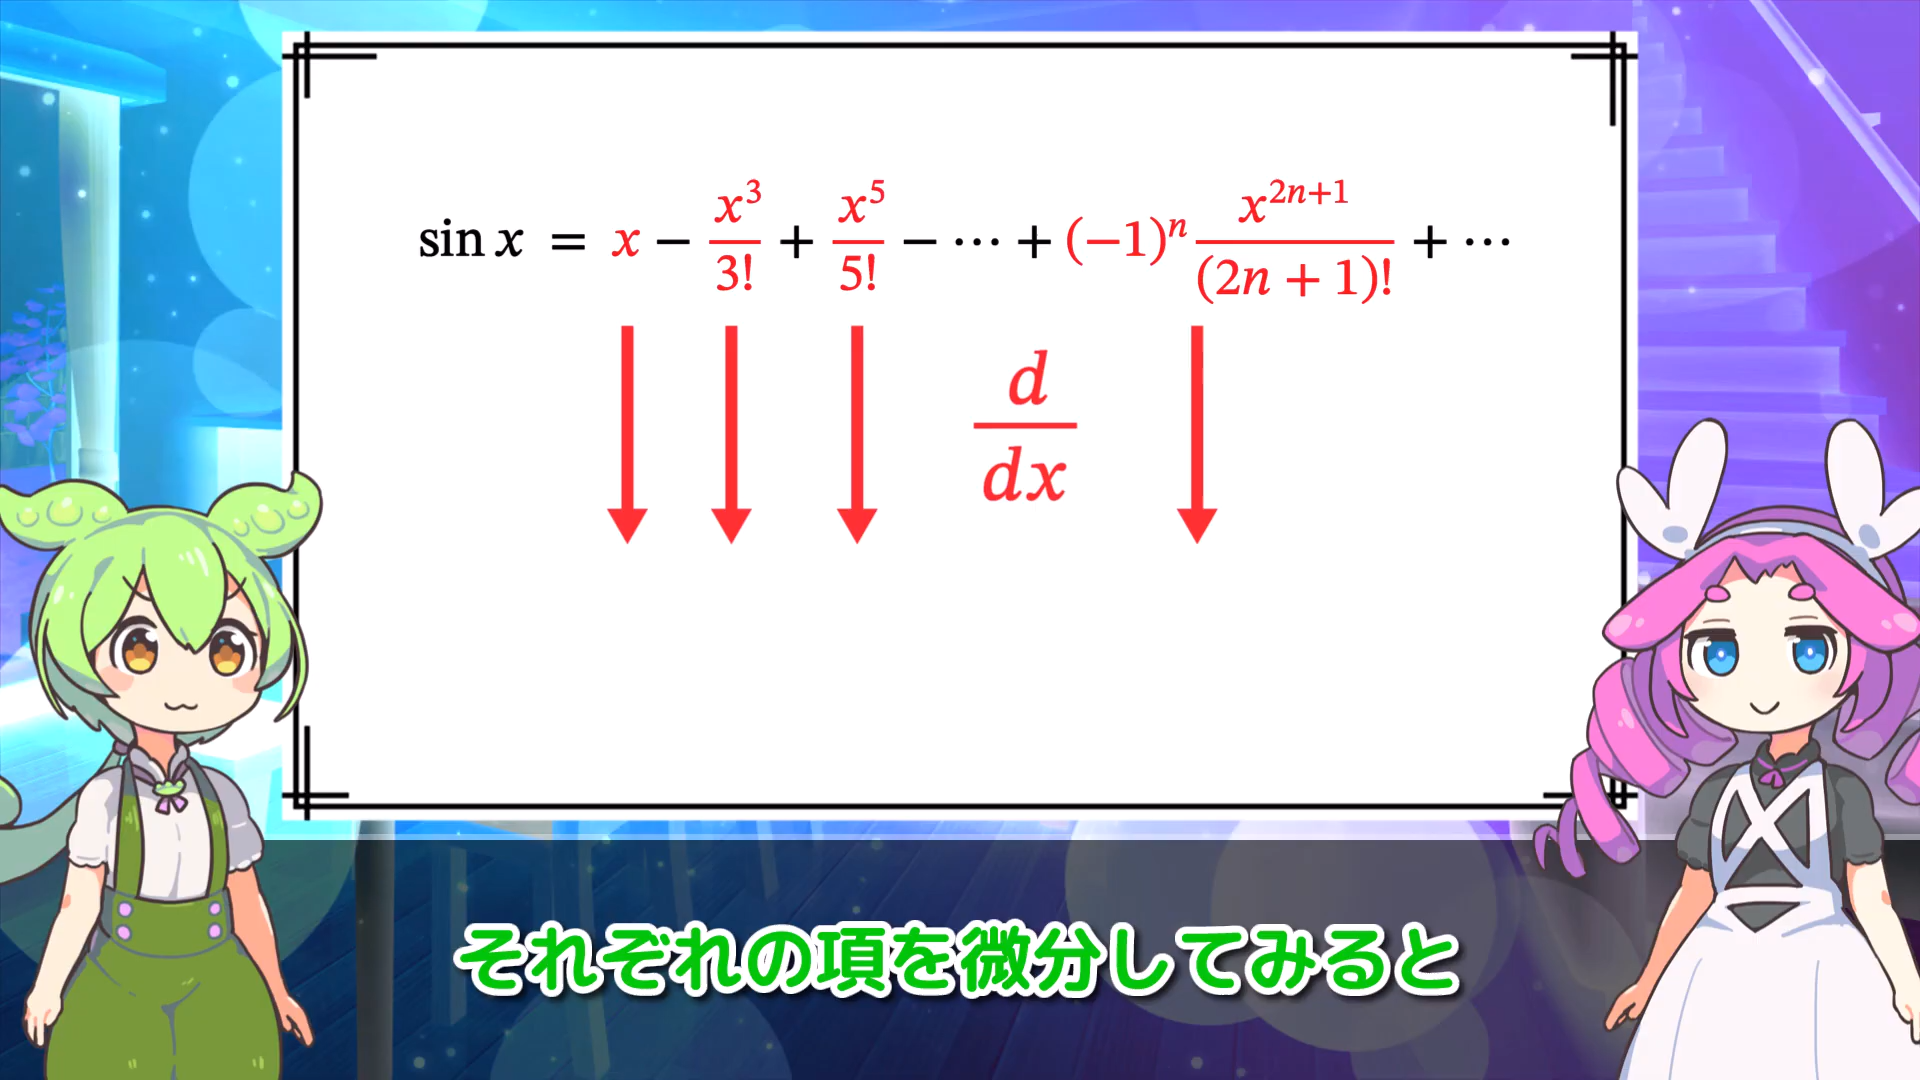 sin x = x − x³/3! + x⁵/5! − ⋯ + (−1)ⁿ x²ⁿ⁺¹/(2n + 1)! + ⋯
d/dx
それぞれの項を微分してみると